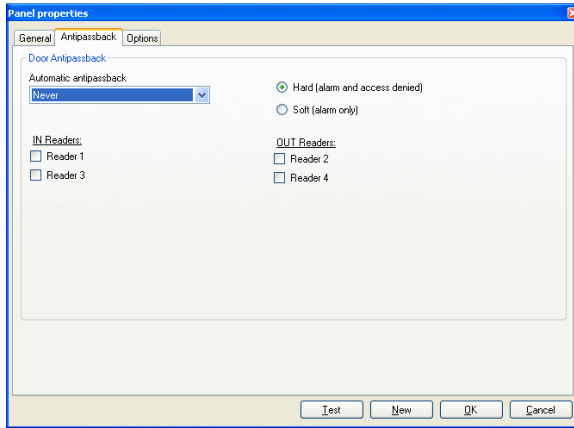 Panel properties
General Antipassback Options
Door Antipassback
Automatic antipassback
Never
Hard (alarm and access denied)
Soft (alarm only)
IN Readers:
Reader 1
Reader 3
OUT Readers:
Reader 2
Reader 4
Test New OK Cancel